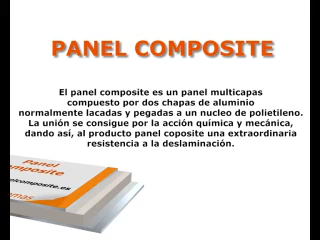 PANEL COMPOSITE
El panel composite es un panel multicapas
compuesto por dos chapas de aluminio
normalmente lacadas y pegadas a un nucleo de polietileno.
La unión se consigue por la acción química y mecánica,
dando así, al producto panel coposite una extraordinaria
resistencia a la deslaminación.
Panel
omposite
elcomposite.es